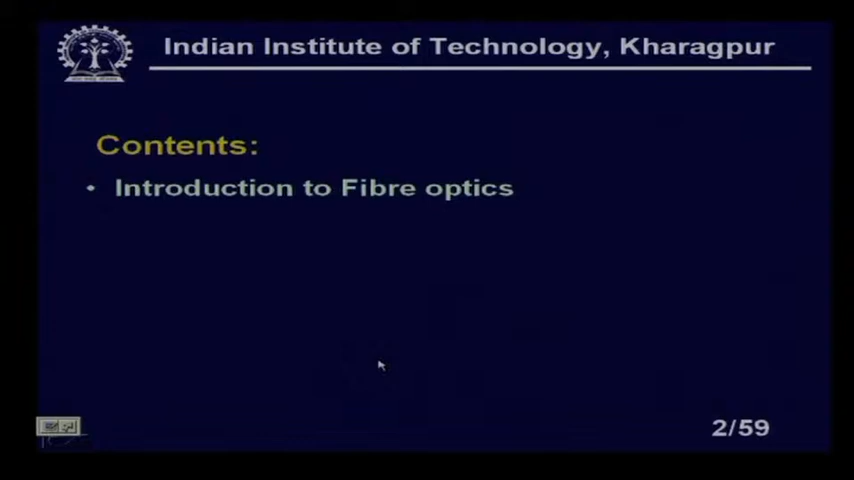 Indian Institute of Technology, Kharagpur
Contents:
• Introduction to Fibre optics
2/59